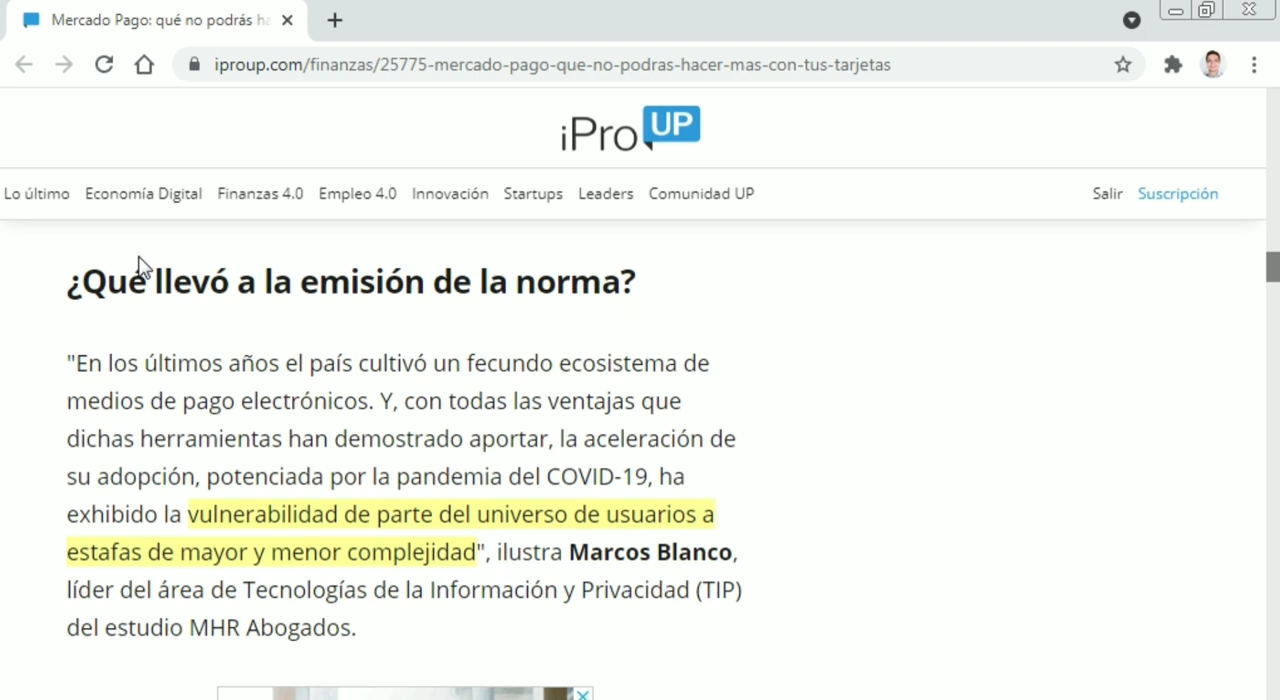 Mercado Pago: qué no podrás ha
iproup.com/finanzas/25775-mercado-pago-que-no-podras-hacer-mas-con-tus-tarjetas
iPro UP
Lo último Economía Digital Finanzas 4.0 Empleo 4.0 Innovación Startups Leaders Comunidad UP Salir Suscripción
¿Qué llevó a la emisión de la norma?
"En los últimos años el país cultivó un fecundo ecosistema de
medios de pago electrónicos. Y, con todas las ventajas que
dichas herramientas han demostrado aportar, la aceleración de
su adopción, potenciada por la pandemia del COVID-19, ha
exhibido la vulnerabilidad de parte del universo de usuarios a
estafas de mayor y menor complejidad", ilustra Marcos Blanco,
líder del área de Tecnologías de la Información y Privacidad (TIP)
del estudio MHR Abogados.